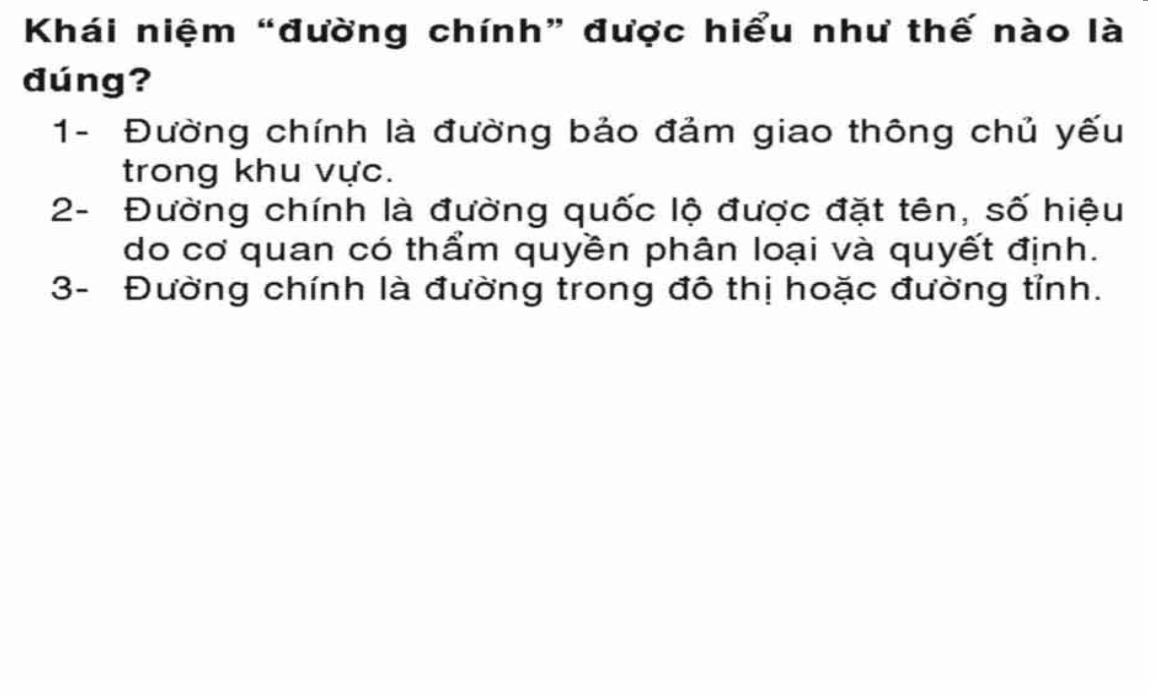 Khái niệm “đường chính” được hiểu như thế nào là
đúng?
1- Đường chính là đường bảo đảm giao thông chủ yếu
trong khu vực.
2- Đường chính là đường quốc lộ được đặt tên, số hiệu
do cơ quan có thẩm quyền phân loại và quyết định.
3- Đường chính là đường trong đô thị hoặc đường tỉnh.